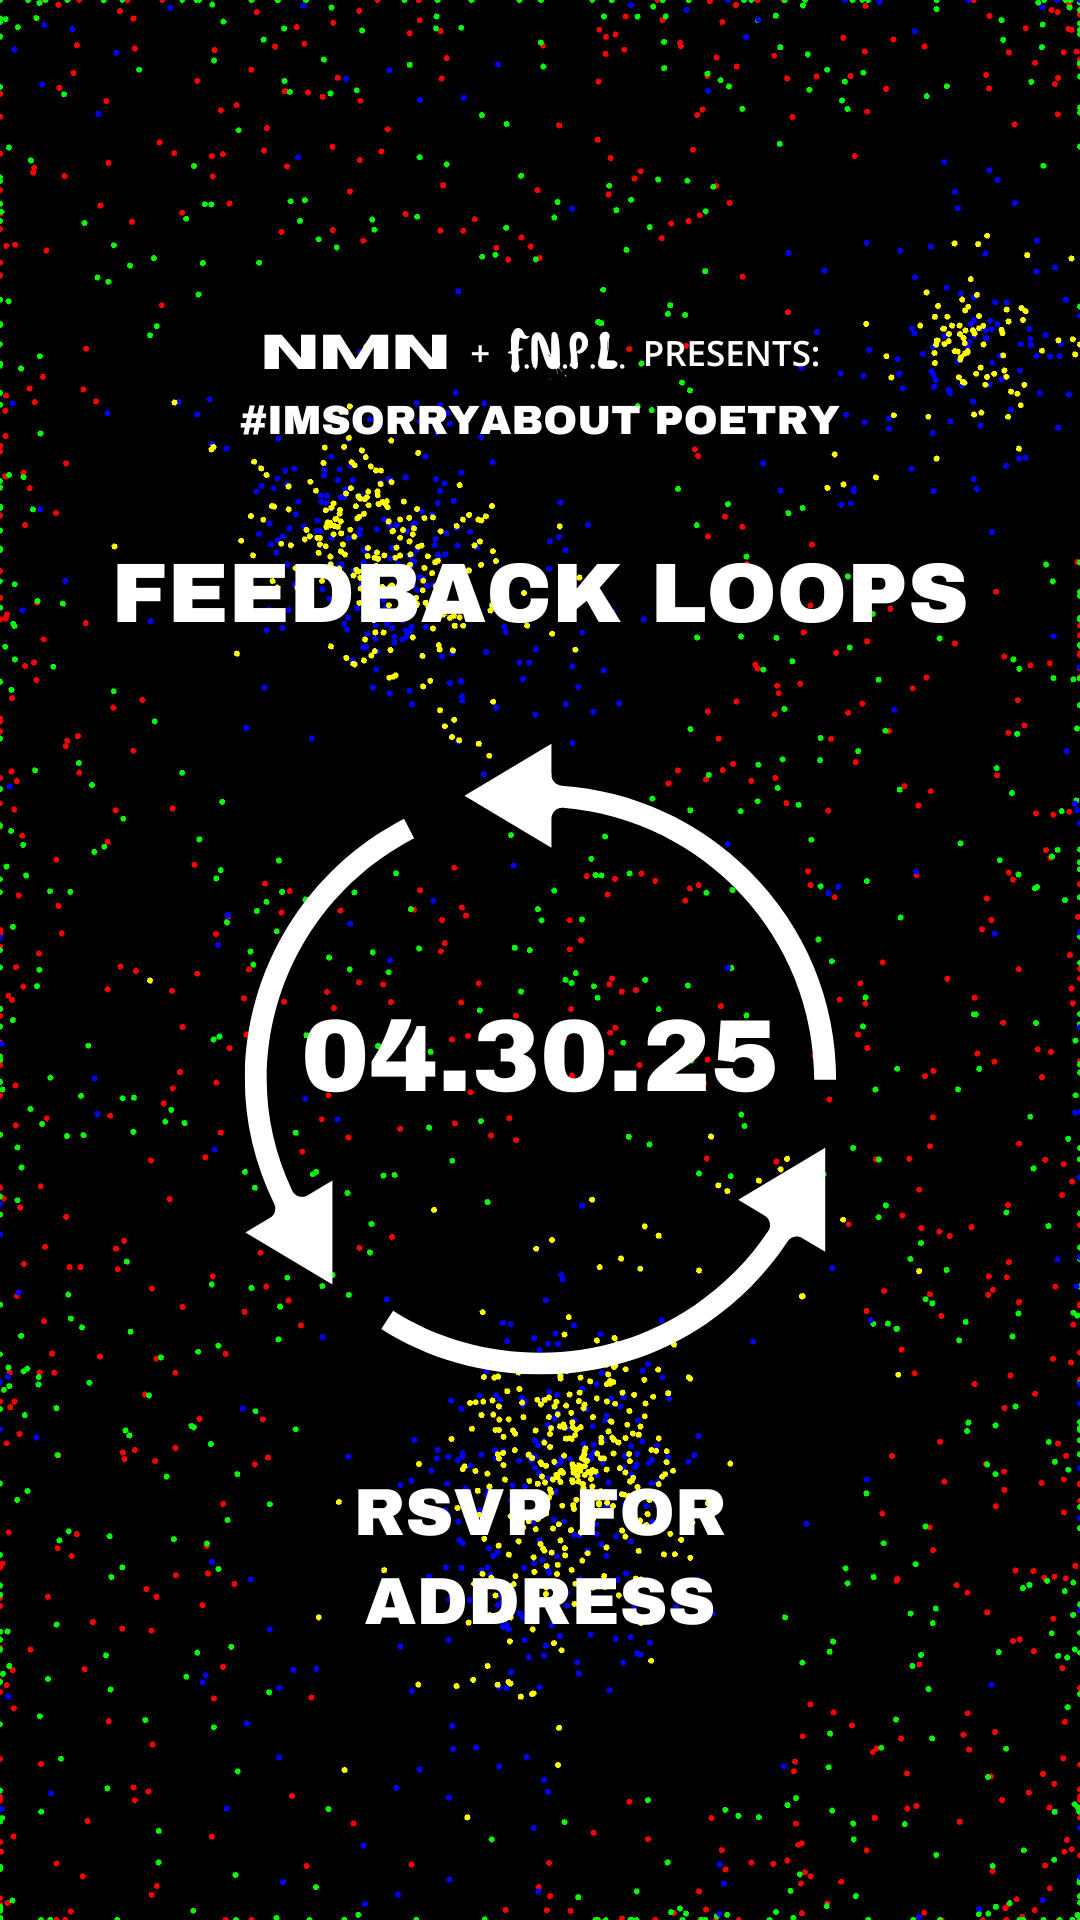 NMN + F.N.P.L. PRESENTS:
#IMSORRYABOUT POETRY
FEEDBACK LOOPS
04.30.25
RSVP FOR
ADDRESS